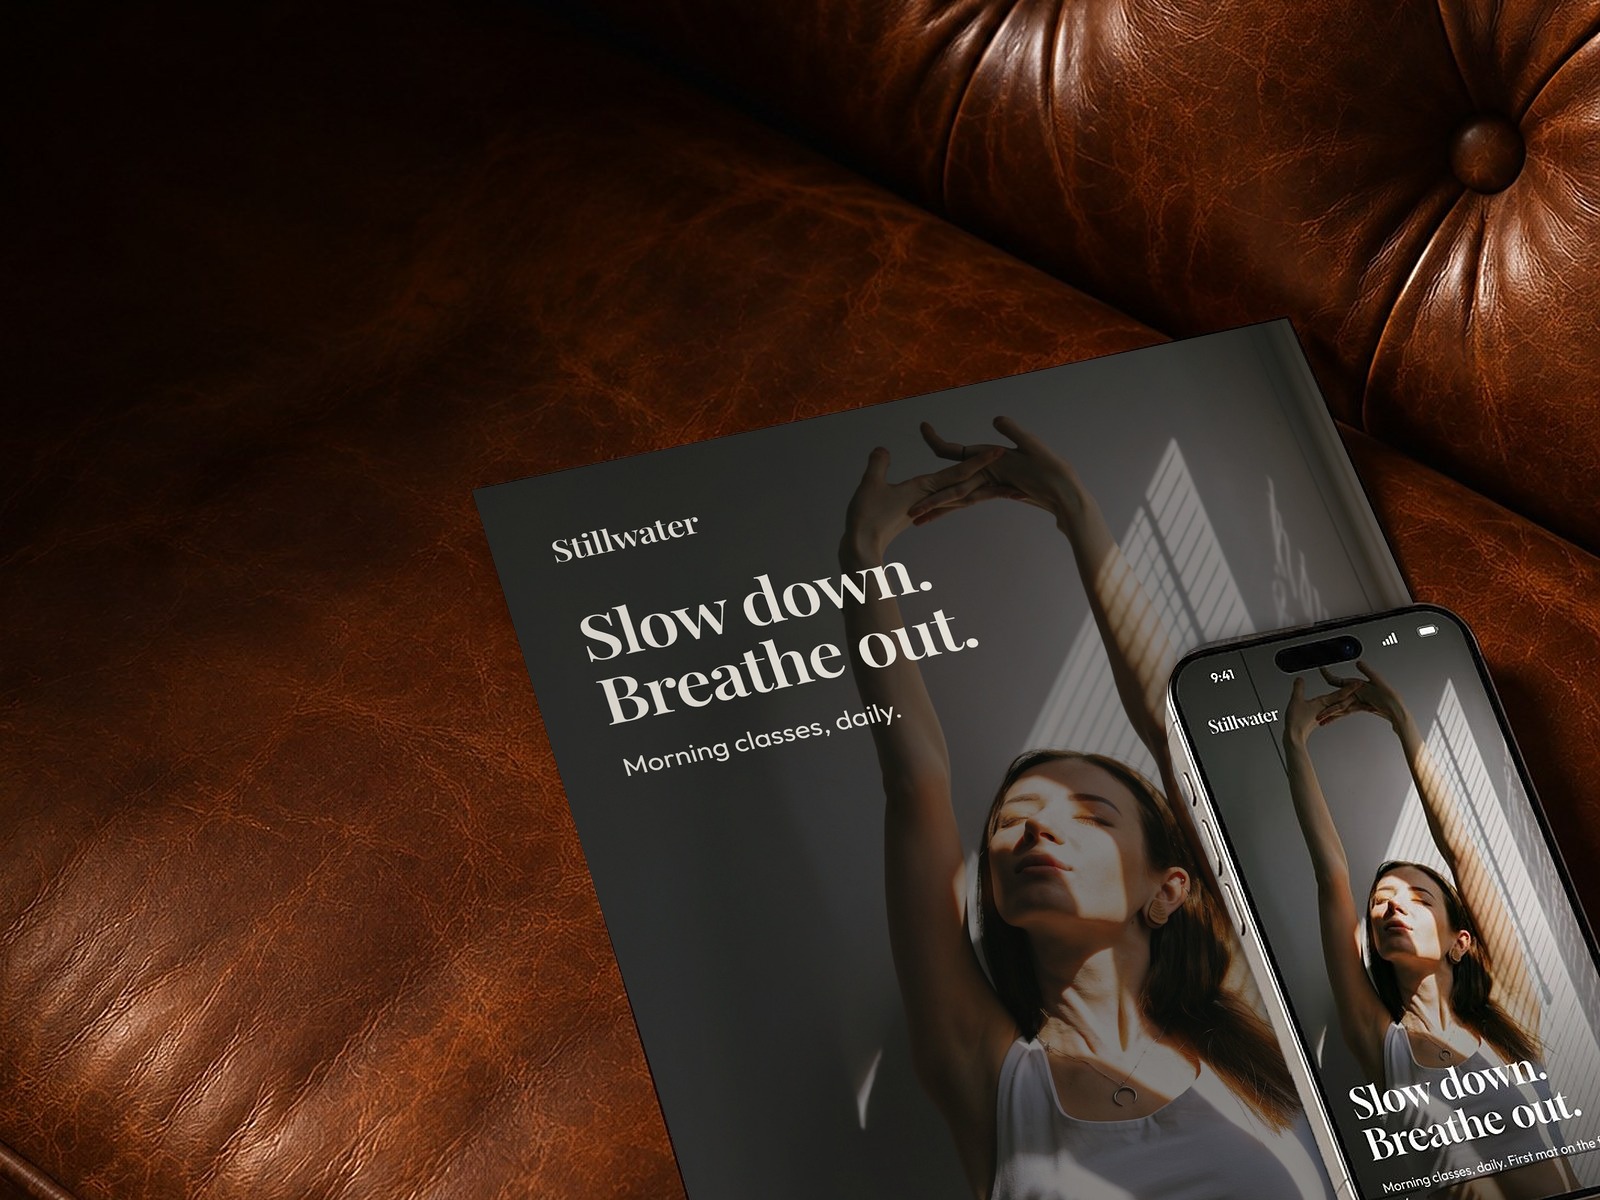 Stillwater
Slow down.
Breathe out.
Morning classes, daily.
9:41
Stillwater
Slow down.
Breathe out.
Morning classes, daily. First mat on the